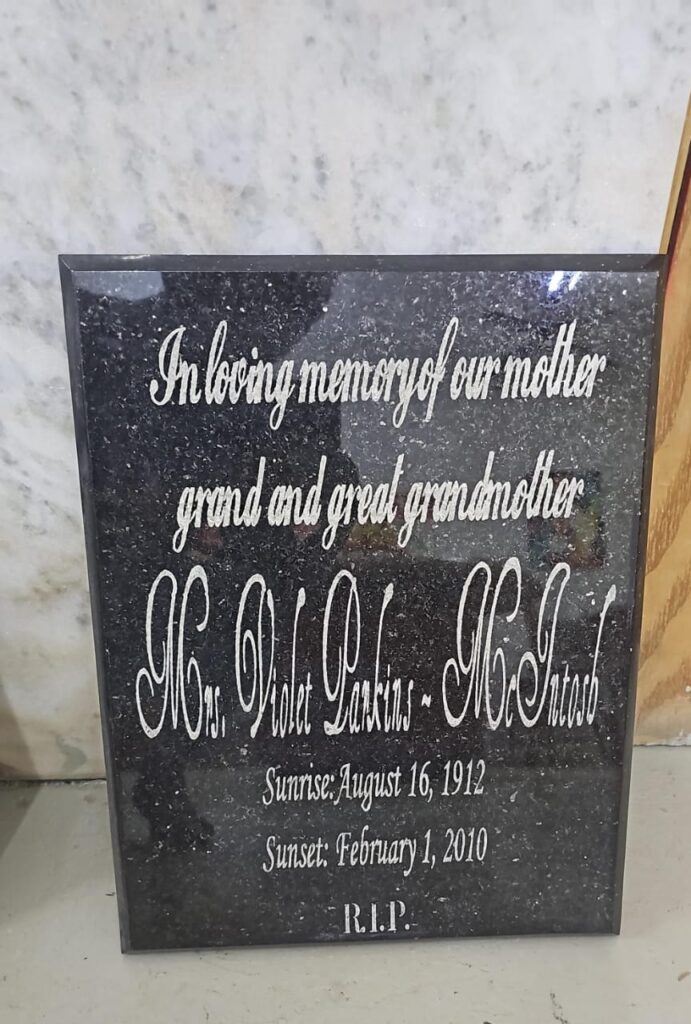 In loving memory of our mother
grand and great grandmother
Mrs. Violet Parkins ~ McIntosh
Sunrise: August 16, 1912
Sunset: February 1, 2010
R.I.P.